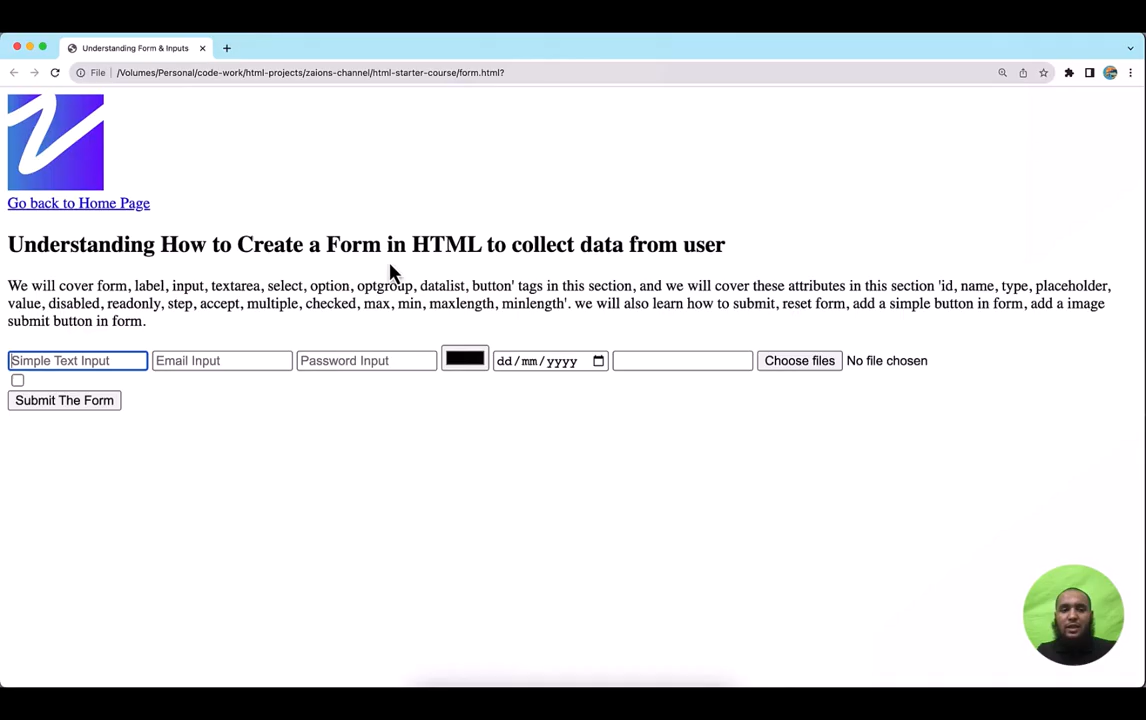 Understanding Form & Inputs
File /Volumes/Personal/code-work/html-projects/zaions-channel/html-starter-course/form.html?
Go back to Home Page
Understanding How to Create a Form in HTML to collect data from user
We will cover form, label, input, textarea, select, option, optgroup, datalist, button' tags in this section, and we will cover these attributes in this section 'id, name, type, placeholder,
value, disabled, readonly, step, accept, multiple, checked, max, min, maxlength, minlength'. we will also learn how to submit, reset form, add a simple button in form, add a image
submit button in form.
Simple Text Input Email Input Password Input dd/mm/yyyy Choose files No file chosen
Submit The Form